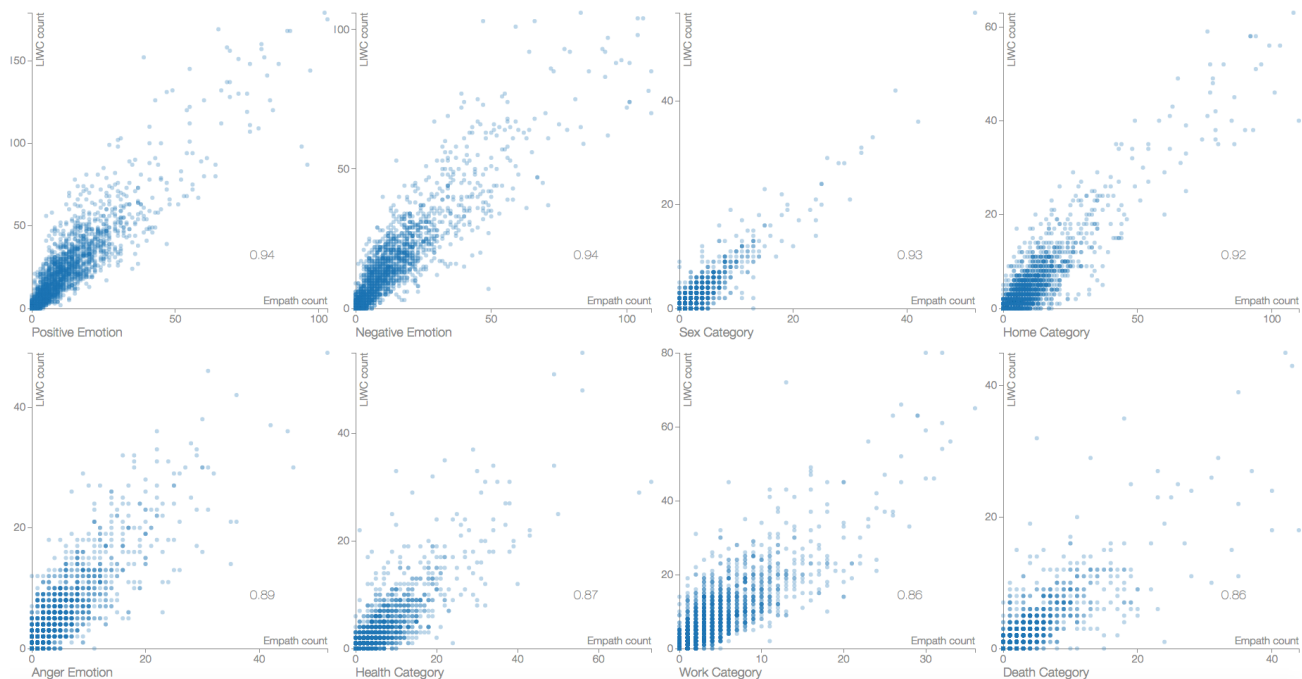 LIWC count
150
100
50
0
0.94
Empath count
0
50
100
Positive Emotion
LIWC count
100
50
0
0.94
Empath count
0
50
100
Negative Emotion
LIWC count
40
20
0
0.93
Empath count
0
20
40
Sex Category
LIWC count
60
40
20
0
0.92
Empath count
0
50
100
Home Category
LIWC count
40
20
0
0.89
Empath count
0
20
40
Anger Emotion
LIWC count
40
20
0
0.87
Empath count
0
20
40
60
Health Category
LIWC count
80
60
40
20
0
0.86
Empath count
0
10
20
30
Work Category
LIWC count
40
20
0
0.86
Empath count
0
20
40
Death Category